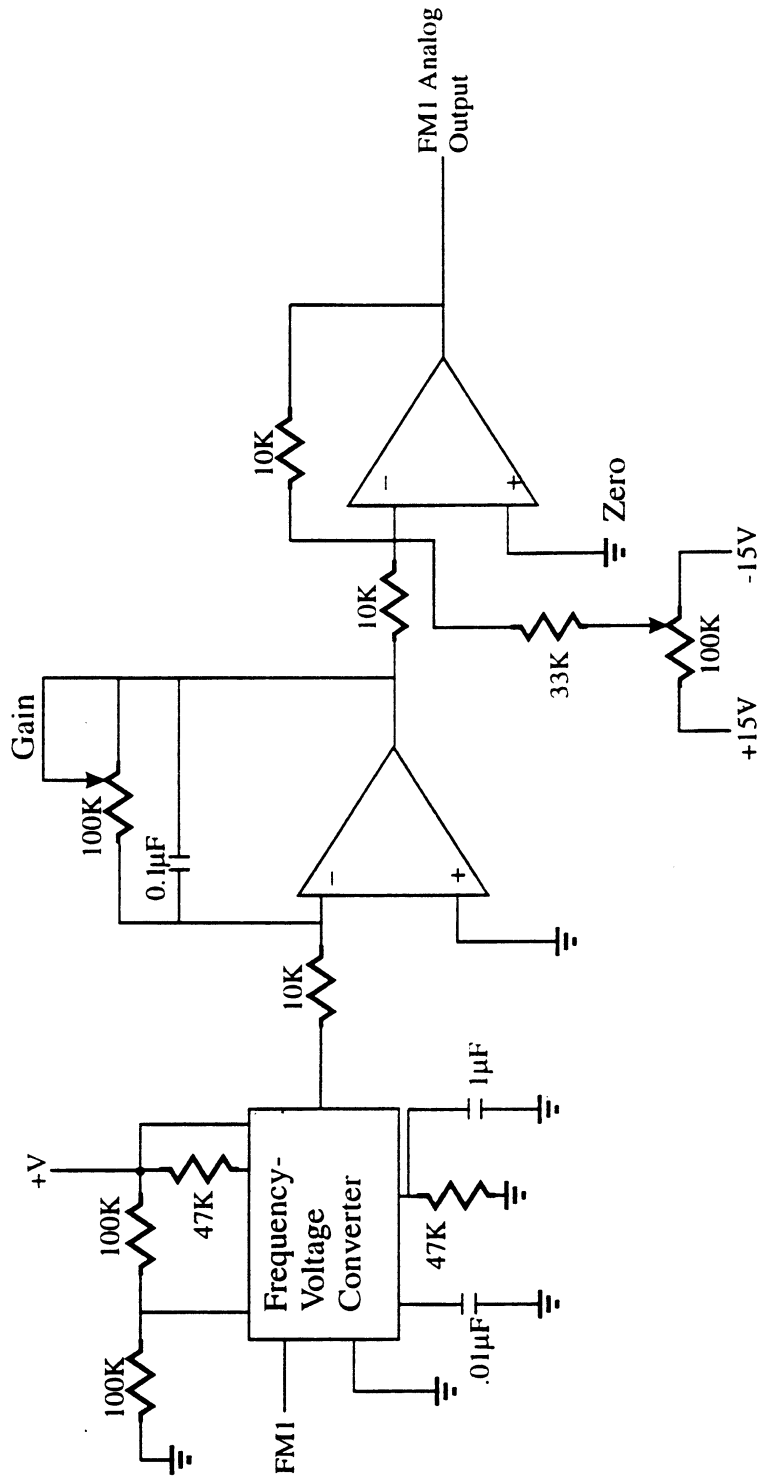 +V
100K
100K
47K
FM1
Frequency-
Voltage
Converter
.01µF
47K
1µF
10K
Gain
100K
0.1µF
−
+
10K
10K
−
+
Zero
33K
100K
+15V
-15V
FM1 Analog
Output